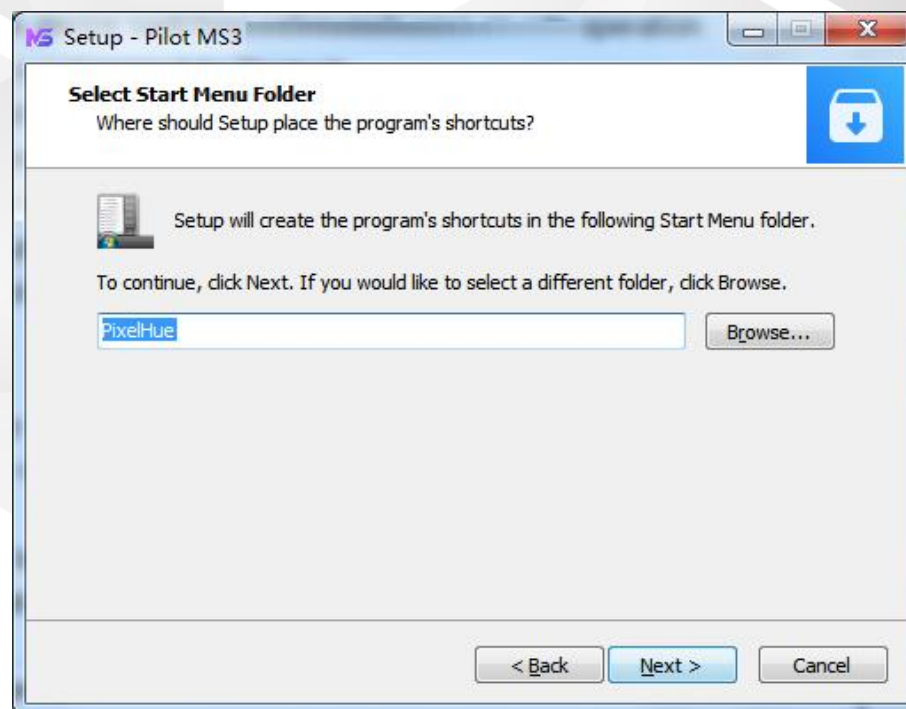 MS Setup - Pilot MS3
Select Start Menu Folder
Where should Setup place the program's shortcuts?
Setup will create the program's shortcuts in the following Start Menu folder.
To continue, click Next. If you would like to select a different folder, click Browse.
PixelHue
Browse...
< Back
Next >
Cancel